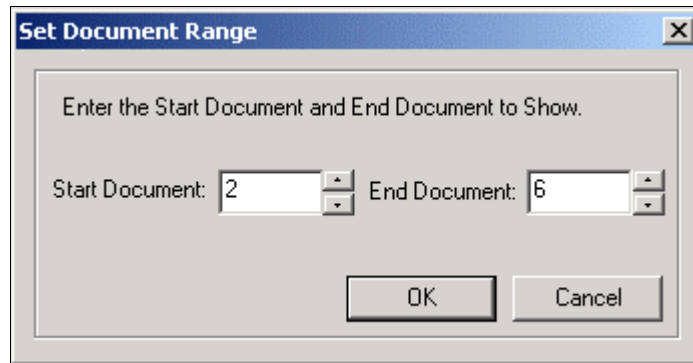 Set Document Range
Enter the Start Document and End Document to Show.
Start Document: 2 End Document: 6
OK Cancel